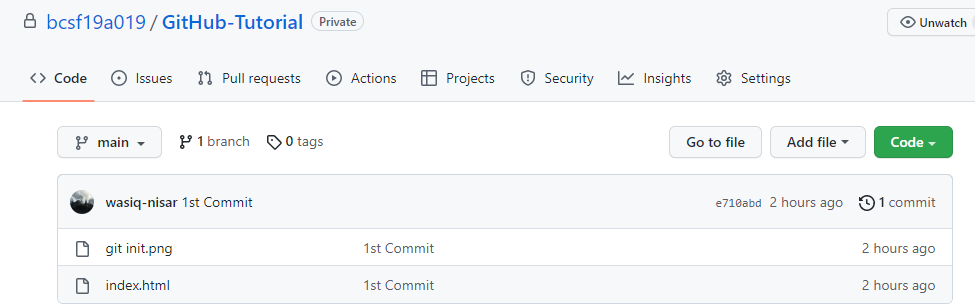 bcsf19a019 / GitHub-Tutorial Private Unwatch
Code Issues Pull requests Actions Projects Security Insights Settings
main 1 branch 0 tags Go to file Add file Code
wasiq-nisar 1st Commit e710abd 2 hours ago 1 commit
git init.png 1st Commit 2 hours ago
index.html 1st Commit 2 hours ago